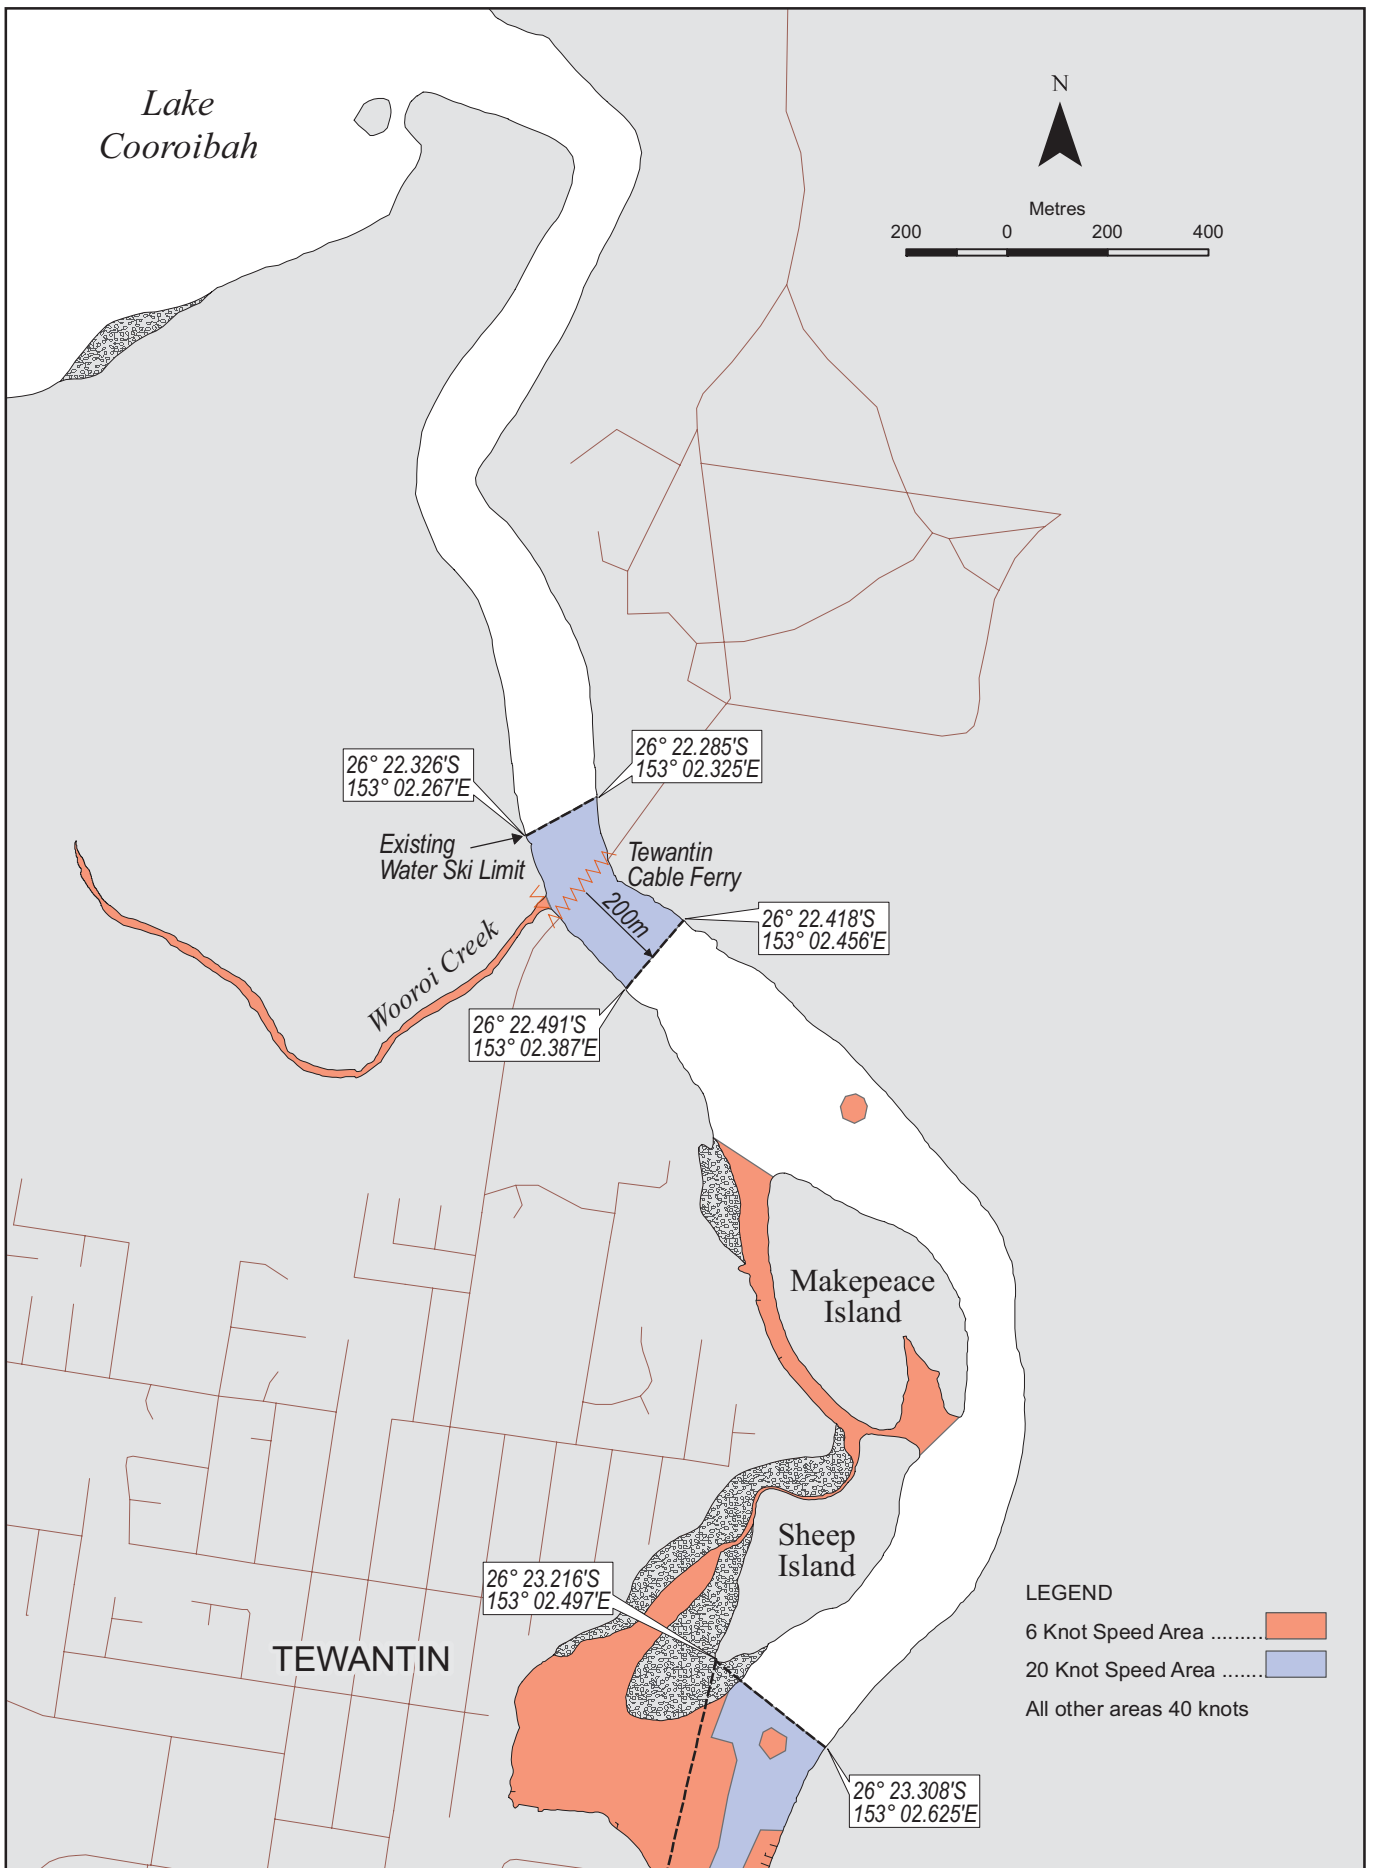 Lake
Cooroibah
N
Metres
200 0 200 400
26° 22.285'S
153° 02.325'E
26° 22.326'S
153° 02.267'E
Existing
Water Ski Limit
Tewantin
Cable Ferry
200m
26° 22.418'S
153° 02.456'E
Wooroi Creek
26° 22.491'S
153° 02.387'E
Makepeace
Island
Sheep
Island
26° 23.216'S
153° 02.497'E
TEWANTIN
LEGEND
6 Knot Speed Area .........
20 Knot Speed Area .......
All other areas 40 knots
26° 23.308'S
153° 02.625'E